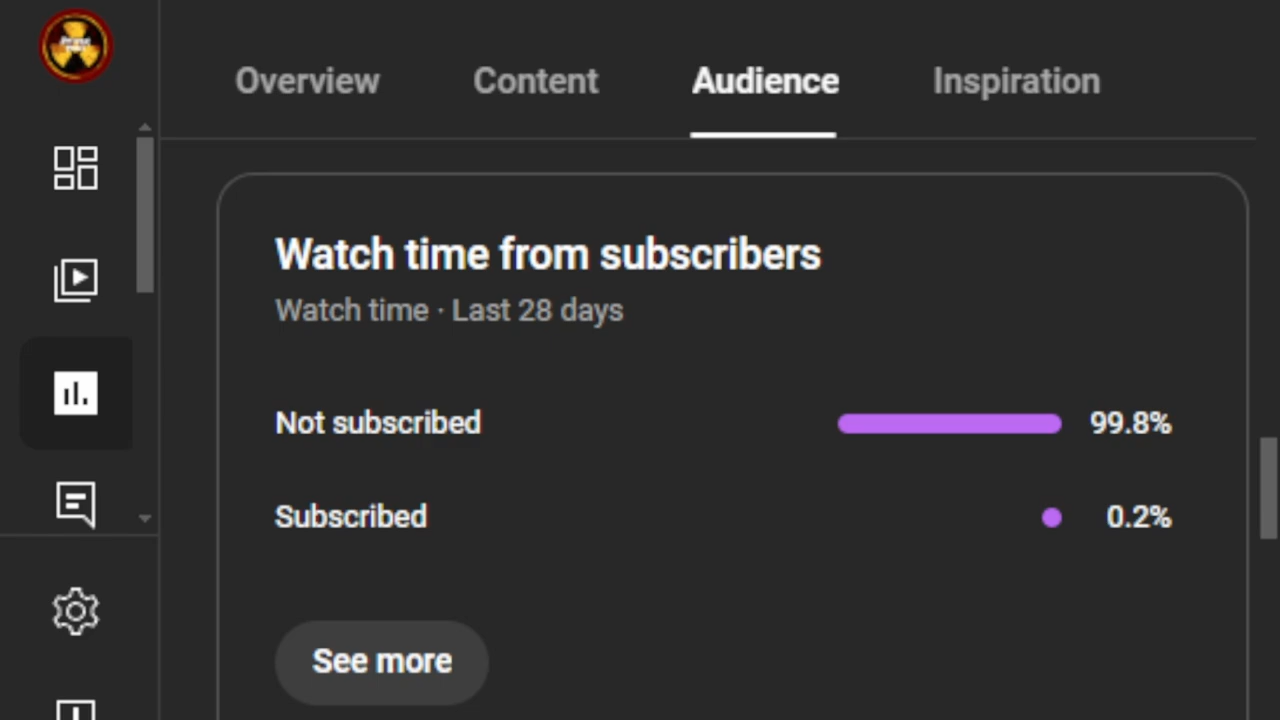 Overview Content Audience Inspiration
Watch time from subscribers
Watch time · Last 28 days
Not subscribed 99.8%
Subscribed 0.2%
See more